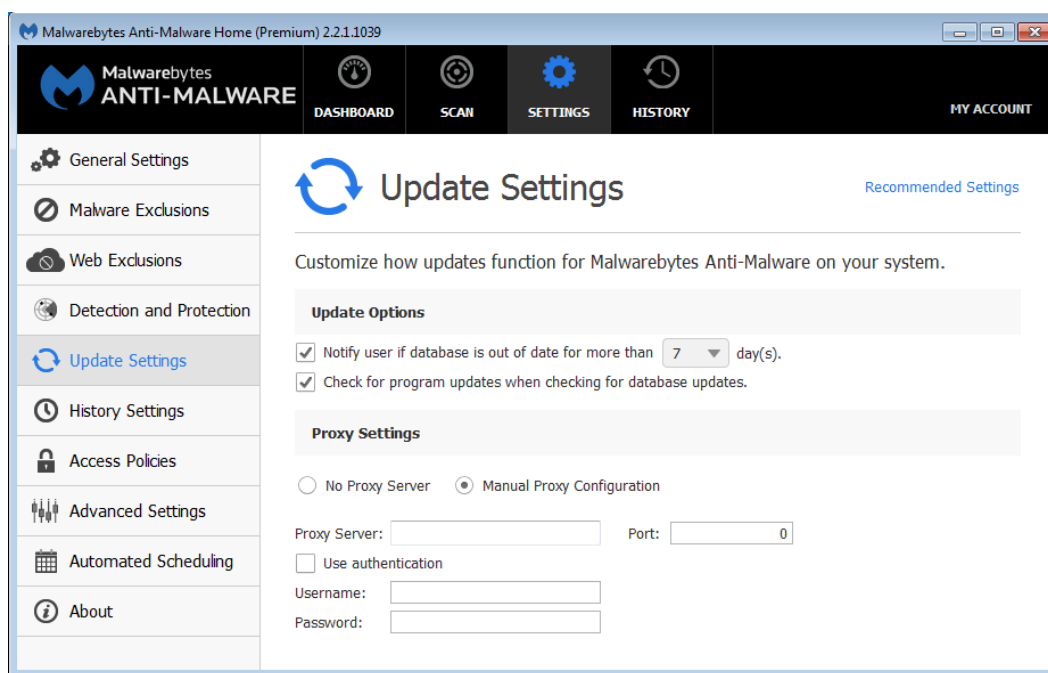 Malwarebytes Anti-Malware Home (Premium) 2.2.1.1039
Malwarebytes
ANTI-MALWARE
DASHBOARD
SCAN
SETTINGS
HISTORY
MY ACCOUNT
General Settings
Malware Exclusions
Web Exclusions
Detection and Protection
Update Settings
History Settings
Access Policies
Advanced Settings
Automated Scheduling
About
Update Settings
Recommended Settings
Customize how updates function for Malwarebytes Anti-Malware on your system.
Update Options
Notify user if database is out of date for more than 7 day(s).
Check for program updates when checking for database updates.
Proxy Settings
No Proxy Server Manual Proxy Configuration
Proxy Server: Port: 0
Use authentication
Username:
Password: